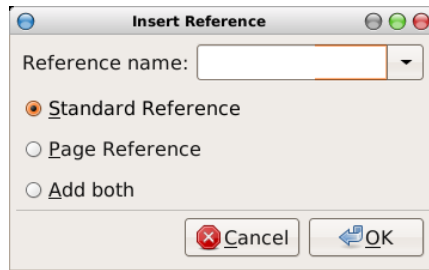 Insert Reference
Reference name:
Standard Reference
Page Reference
Add both
Cancel OK